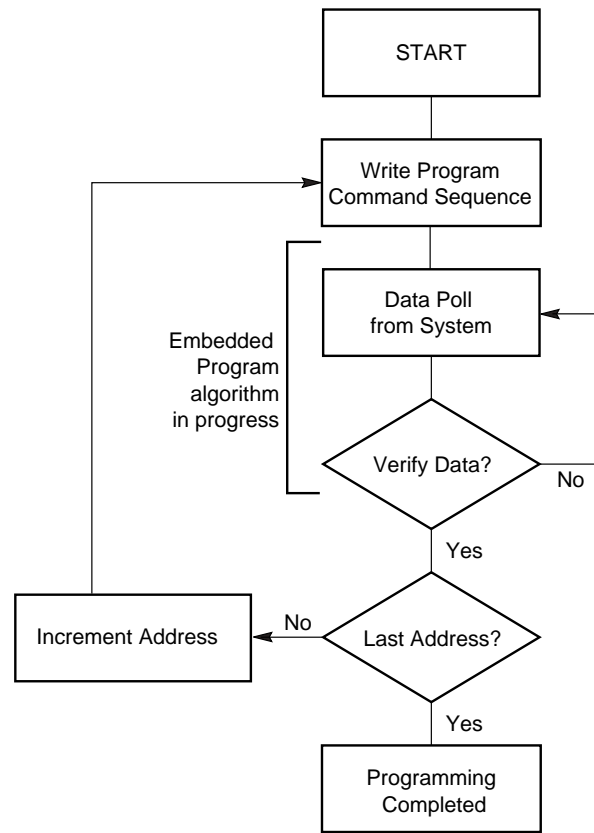 START
Write Program
Command Sequence
Data Poll
from System
Embedded
Program
algorithm
in progress
Verify Data?
No
Yes
No
Increment Address
Last Address?
Yes
Programming
Completed